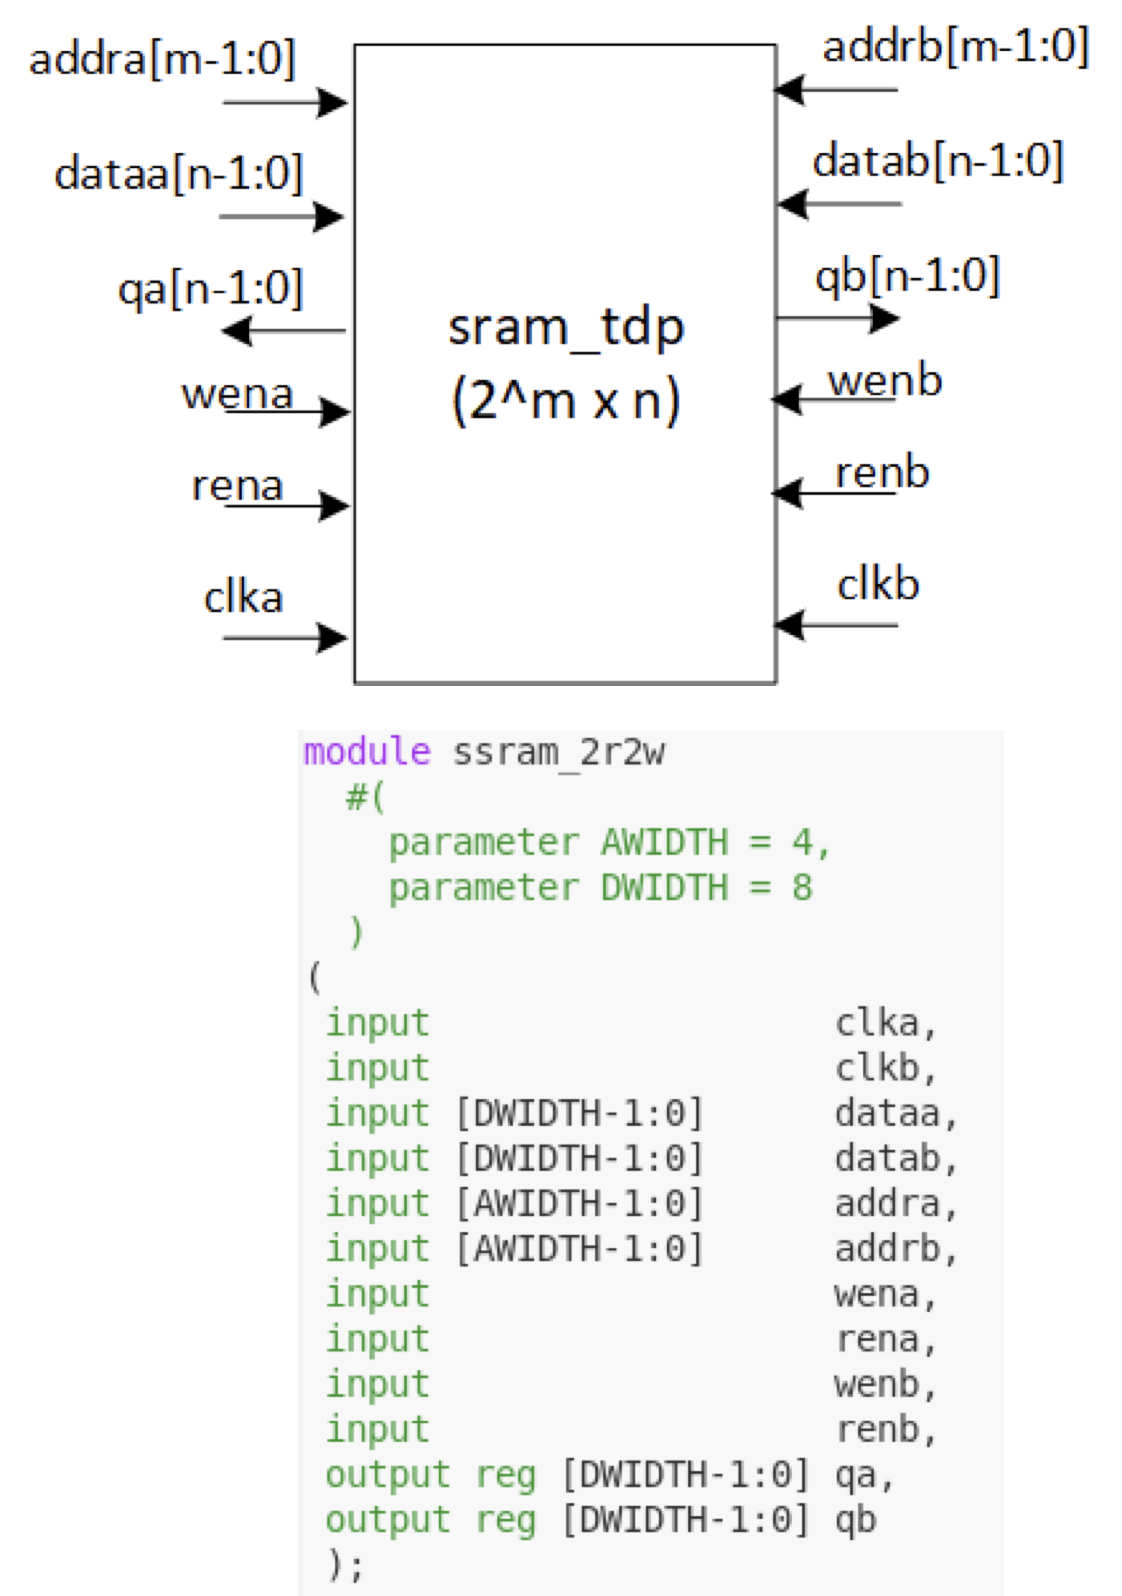 addra[m-1:0]
dataa[n-1:0]
qa[n-1:0]
wena
rena
clka
sram_tdp
(2^m x n)
addrb[m-1:0]
datab[n-1:0]
qb[n-1:0]
wenb
renb
clkb
module ssram_2r2w
#(
parameter AWIDTH = 4,
parameter DWIDTH = 8
)
(
input clka,
input clkb,
input [DWIDTH-1:0] dataa,
input [DWIDTH-1:0] datab,
input [AWIDTH-1:0] addra,
input [AWIDTH-1:0] addrb,
input wena,
input rena,
input wenb,
input renb,
output reg [DWIDTH-1:0] qa,
output reg [DWIDTH-1:0] qb
);